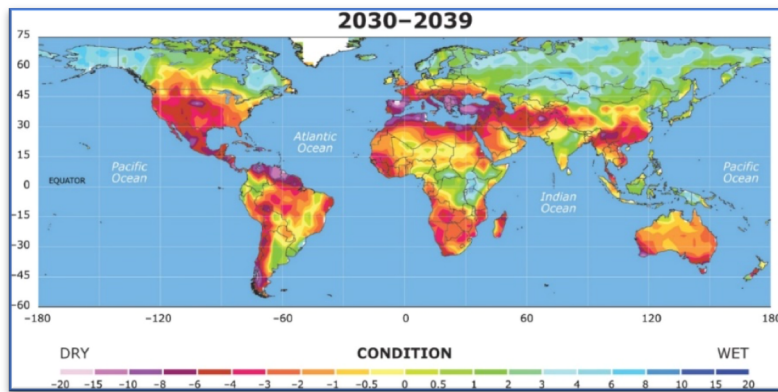 2030–2039
75
60
45
30
15
0
−15
−30
−45
−60
Atlantic
Ocean
Pacific
Ocean
EQUATOR
Indian
Ocean
Pacific
Ocean
−180 −120 −60 0 60 120 180
DRY CONDITION WET
−20 −15 −10 −8 −6 −4 −3 −2 −1 −0.5 0 0.5 1 2 3 4 6 8 10 15 20